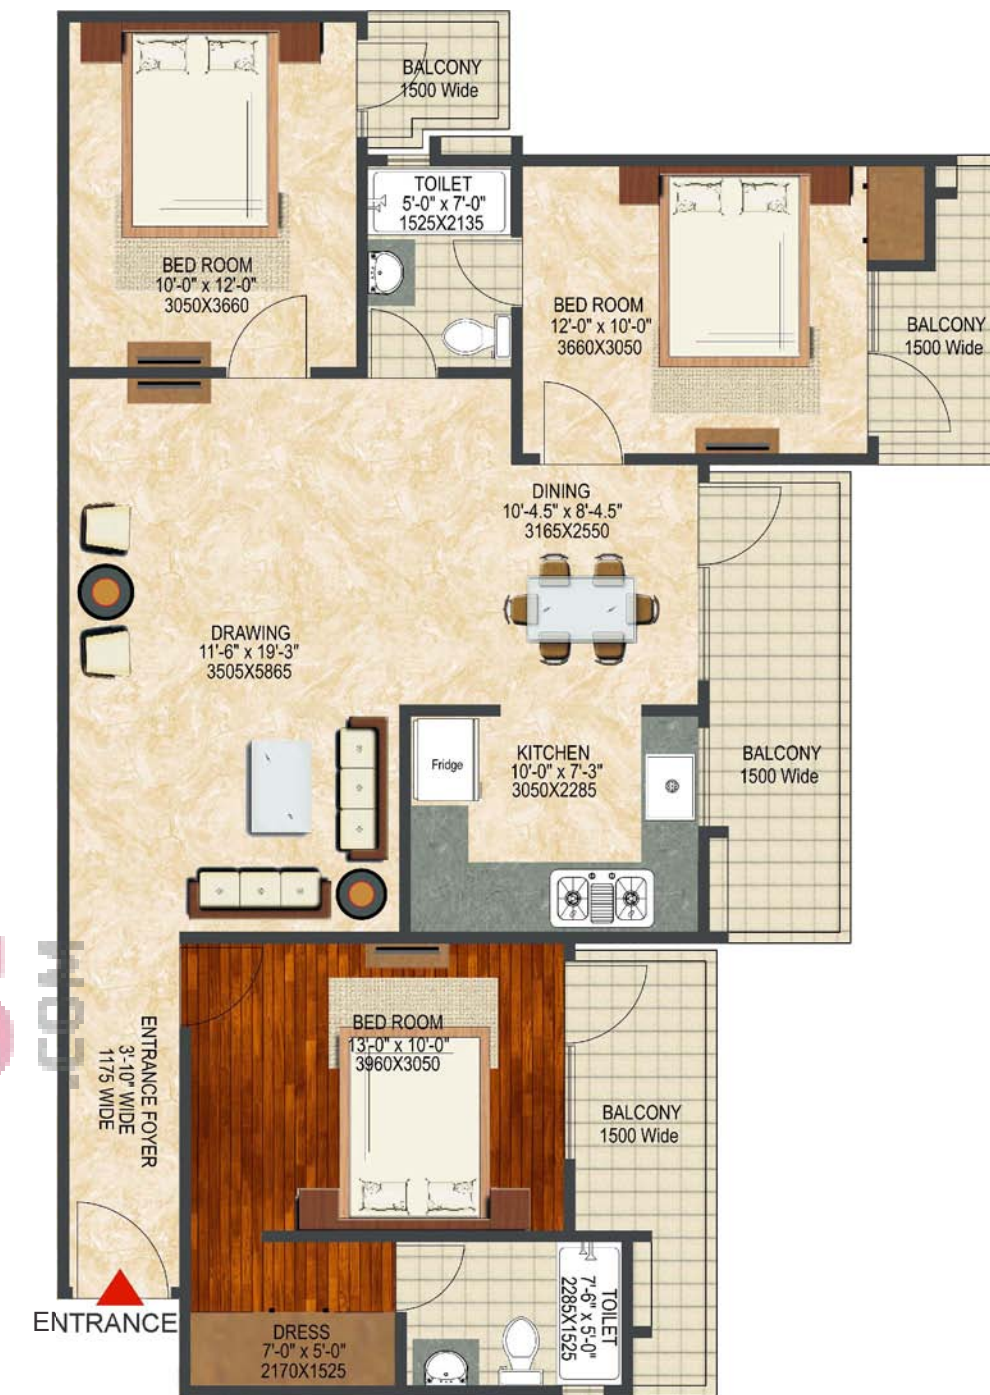 BALCONY
1500 Wide
TOILET
5'-0" x 7'-0"
1525X2135
BED ROOM
10'-0" x 12'-0"
3050X3660
BED ROOM
12'-0" x 10'-0"
3660X3050
BALCONY
1500 Wide
DINING
10'-4.5" x 8'-4.5"
3165X2550
DRAWING
11'-6" x 19'-3"
3505X5865
Fridge
KITCHEN
10'-0" x 7'-3"
3050X2285
BALCONY
1500 Wide
.COM
ENTRANCE FOYER
3'-10" WIDE
1175 WIDE
BED ROOM
13'-0" x 10'-0"
3960X3050
BALCONY
1500 Wide
ENTRANCE
DRESS
7'-0" x 5'-0"
2170X1525
TOILET
7'-6" x 5'-0"
2285X1525